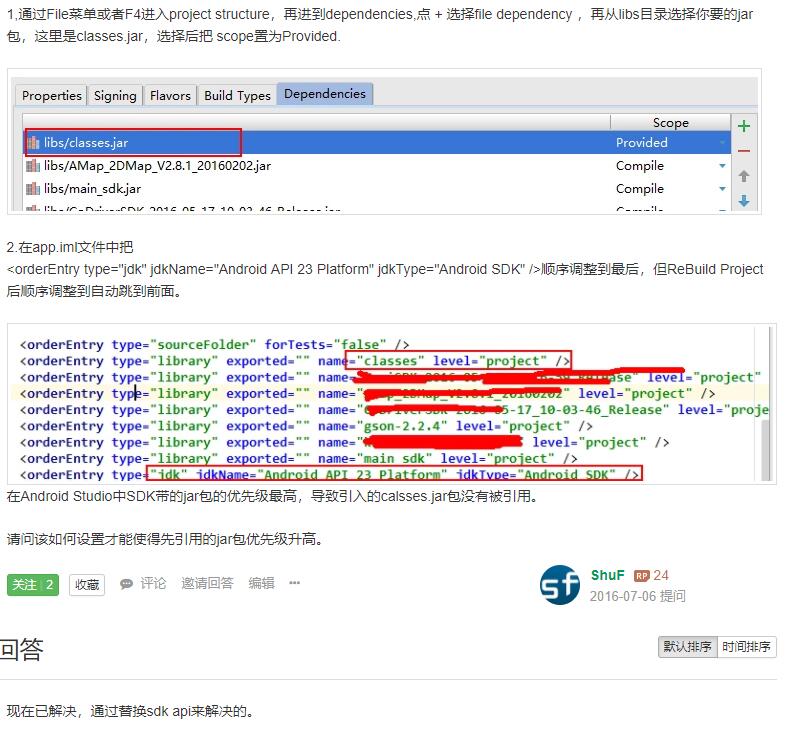 1,通过File菜单或者F4进入project structure，再进到dependencies,点 + 选择file dependency ，再从libs目录选择你要的jar
包，这里是classes.jar，选择后把 scope置为Provided.
Properties Signing Flavors Build Types Dependencies
Scope
libs/classes.jar Provided
libs/AMap_2DMap_V2.8.1_20160202.jar Compile
libs/main_sdk.jar Compile
2.在app.iml文件中把
<orderEntry type="jdk" jdkName="Android API 23 Platform" jdkType="Android SDK" />顺序调整到最后，但ReBuild Project
后顺序调整到自动跳到前面。
<orderEntry type="sourceFolder" forTests="false" />
<orderEntry type="library" exported="" name="classes" level="project" />
<orderEntry type="library" exported="" name= level="project"
<orderEntry type="library" exported="" name= level="project" />
<orderEntry type="library" exported="" name= 05-17_10-03-46_Release" level="proje
<orderEntry type="library" exported="" name="gson-2.2.4" level="project" />
<orderEntry type="library" exported="" name= level="project" />
<orderEntry type="library" exported="" name="main_sdk" level="project" />
<orderEntry type="jdk" jdkName="Android API 23 Platform" jdkType="Android SDK" />
在Android Studio中SDK带的jar包的优先级最高，导致引入的calsses.jar包没有被引用。
请问该如何设置才能使得先引用的jar包优先级升高。
关注 2 收藏 评论 邀请回答 编辑 •••
sf ShuF RP 24
2016-07-06 提问
回答 默认排序 时间排序
现在已解决，通过替换sdk api来解决的。